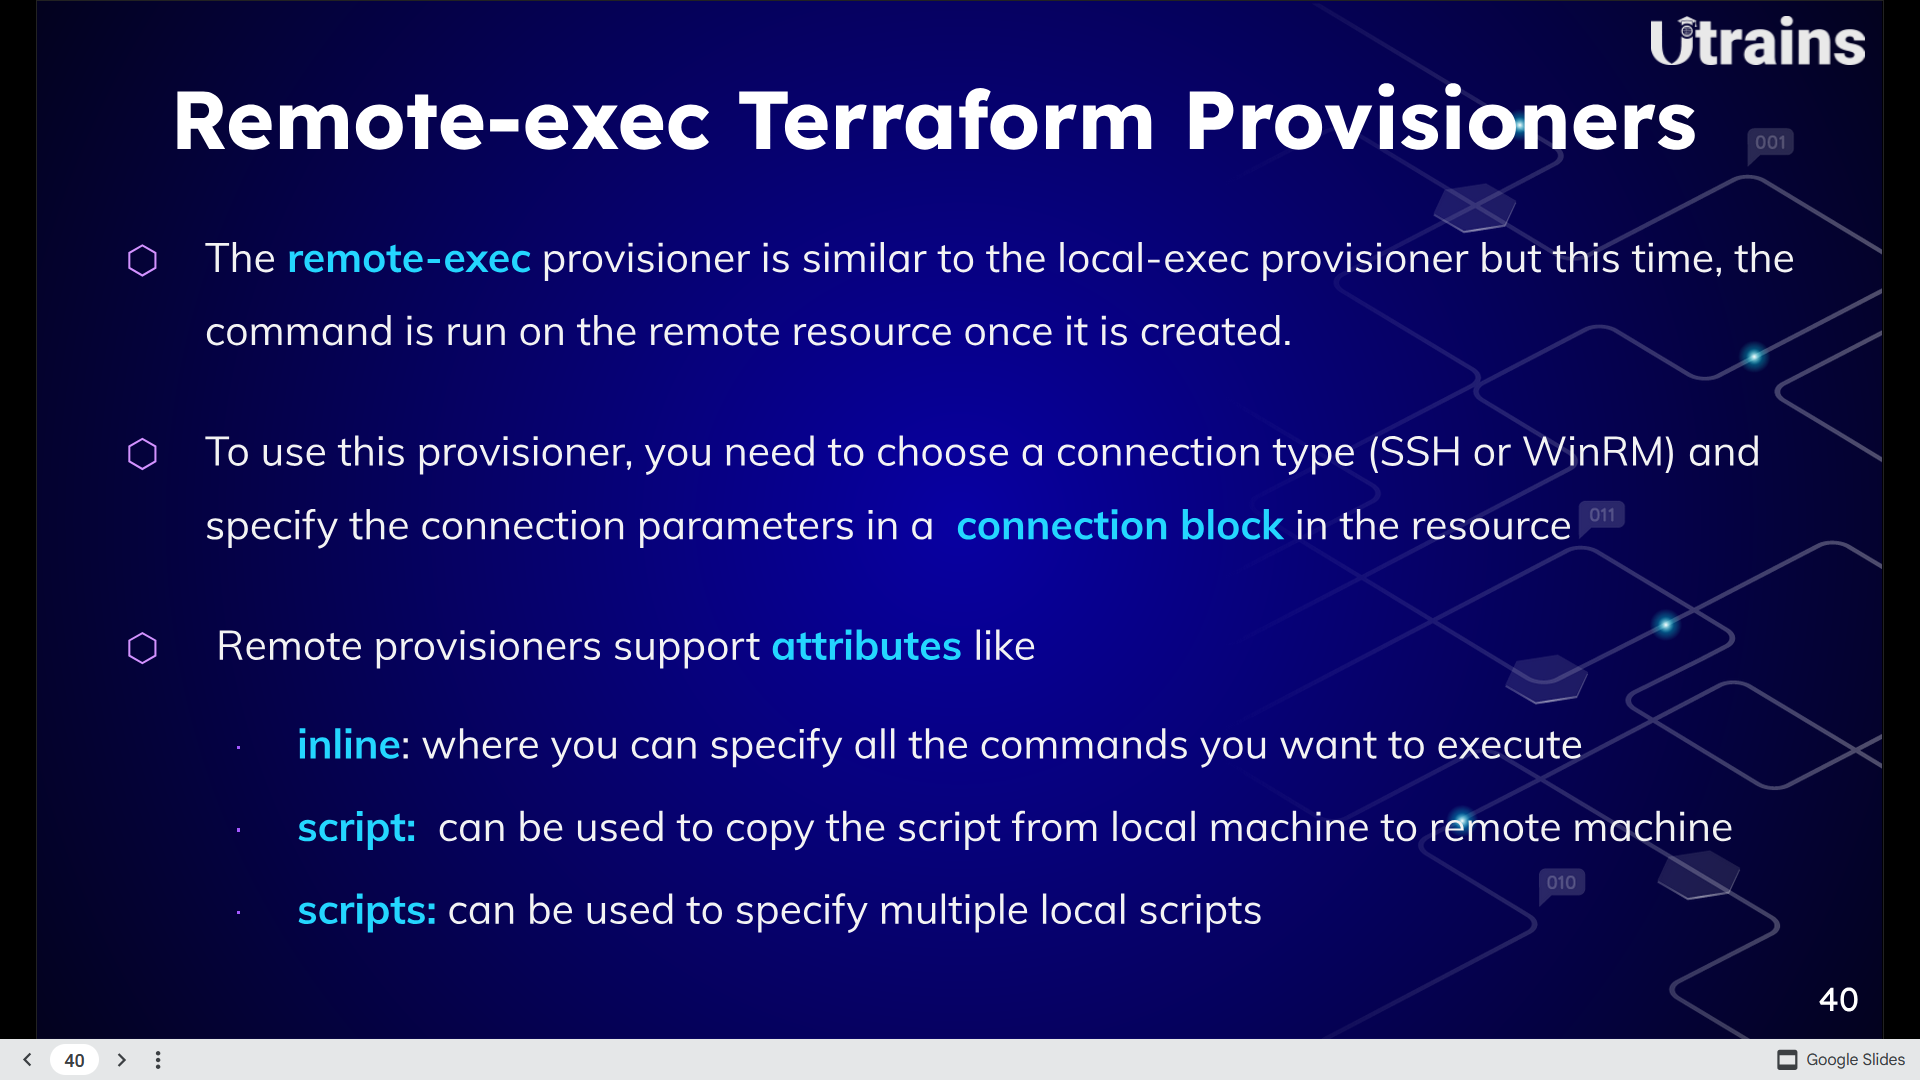 Utrains
Remote-exec Terraform Provisioners
001
The remote-exec provisioner is similar to the local-exec provisioner but this time, the
command is run on the remote resource once it is created.
To use this provisioner, you need to choose a connection type (SSH or WinRM) and
specify the connection parameters in a connection block in the resource
011
Remote provisioners support attributes like
inline: where you can specify all the commands you want to execute
script: can be used to copy the script from local machine to remote machine
010
scripts: can be used to specify multiple local scripts
40
40
Google Slides